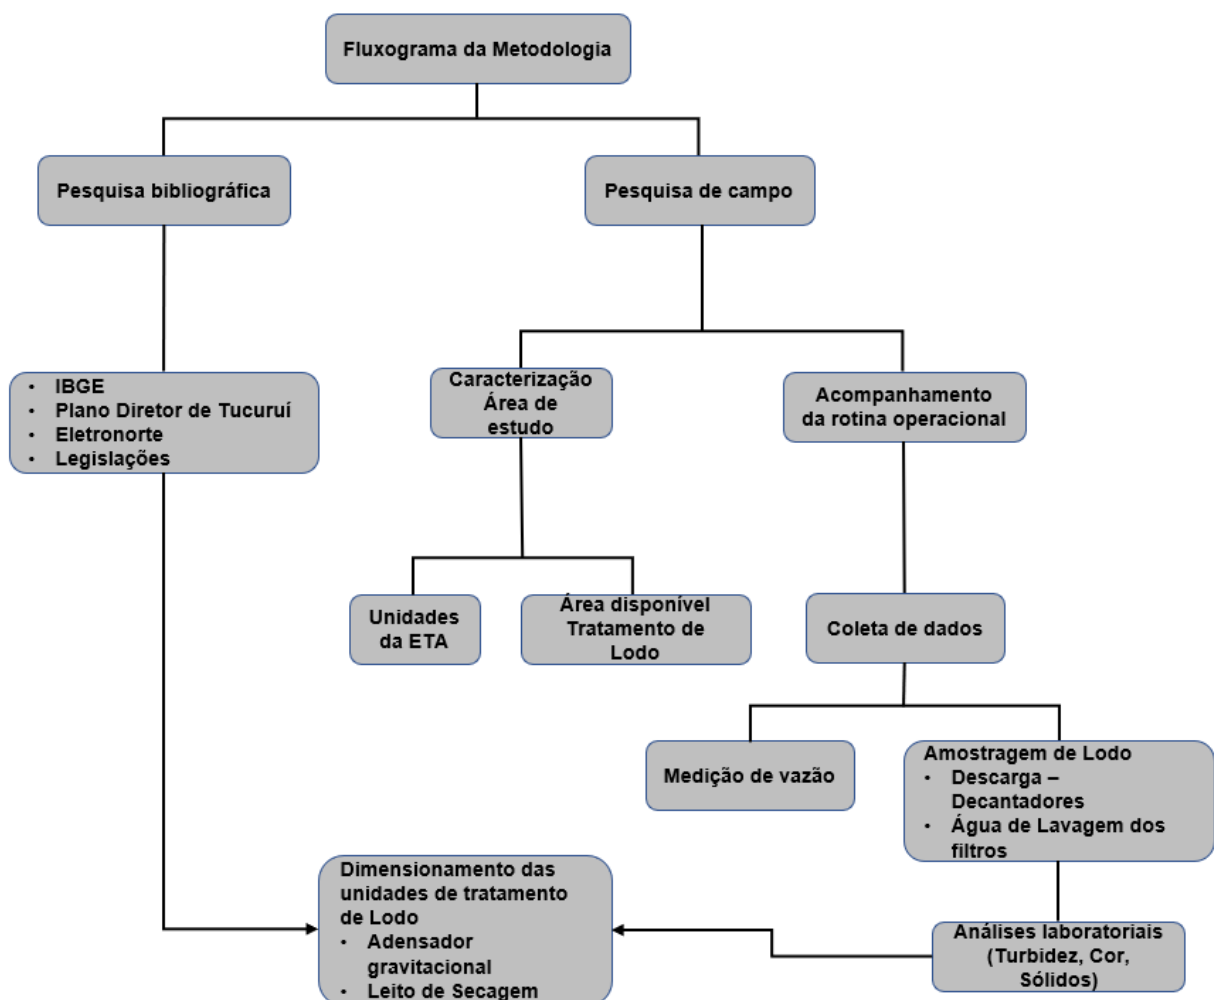 Fluxograma da Metodologia
Pesquisa bibliográfica
Pesquisa de campo
• IBGE
• Plano Diretor de Tucuruí
• Eletronorte
• Legislações
Caracterização
Área de
estudo
Acompanhamento
da rotina operacional
Unidades
da ETA
Área disponível
Tratamento de
Lodo
Coleta de dados
Medição de vazão
Amostragem de Lodo
• Descarga –
Decantadores
• Água de Lavagem dos
filtros
Dimensionamento das
unidades de tratamento
de Lodo
• Adensador
gravitacional
• Leito de Secagem
Análises laboratoriais
(Turbidez, Cor,
Sólidos)